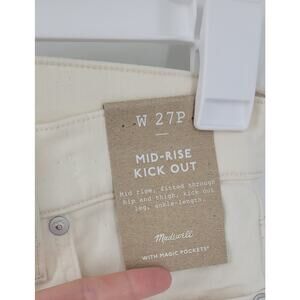 W 27P
MID-RISE
KICK OUT
Mid rise, fitted through
hip and thigh, kick out
leg, ankle-length.
Madewell
WITH MAGIC POCKETS®